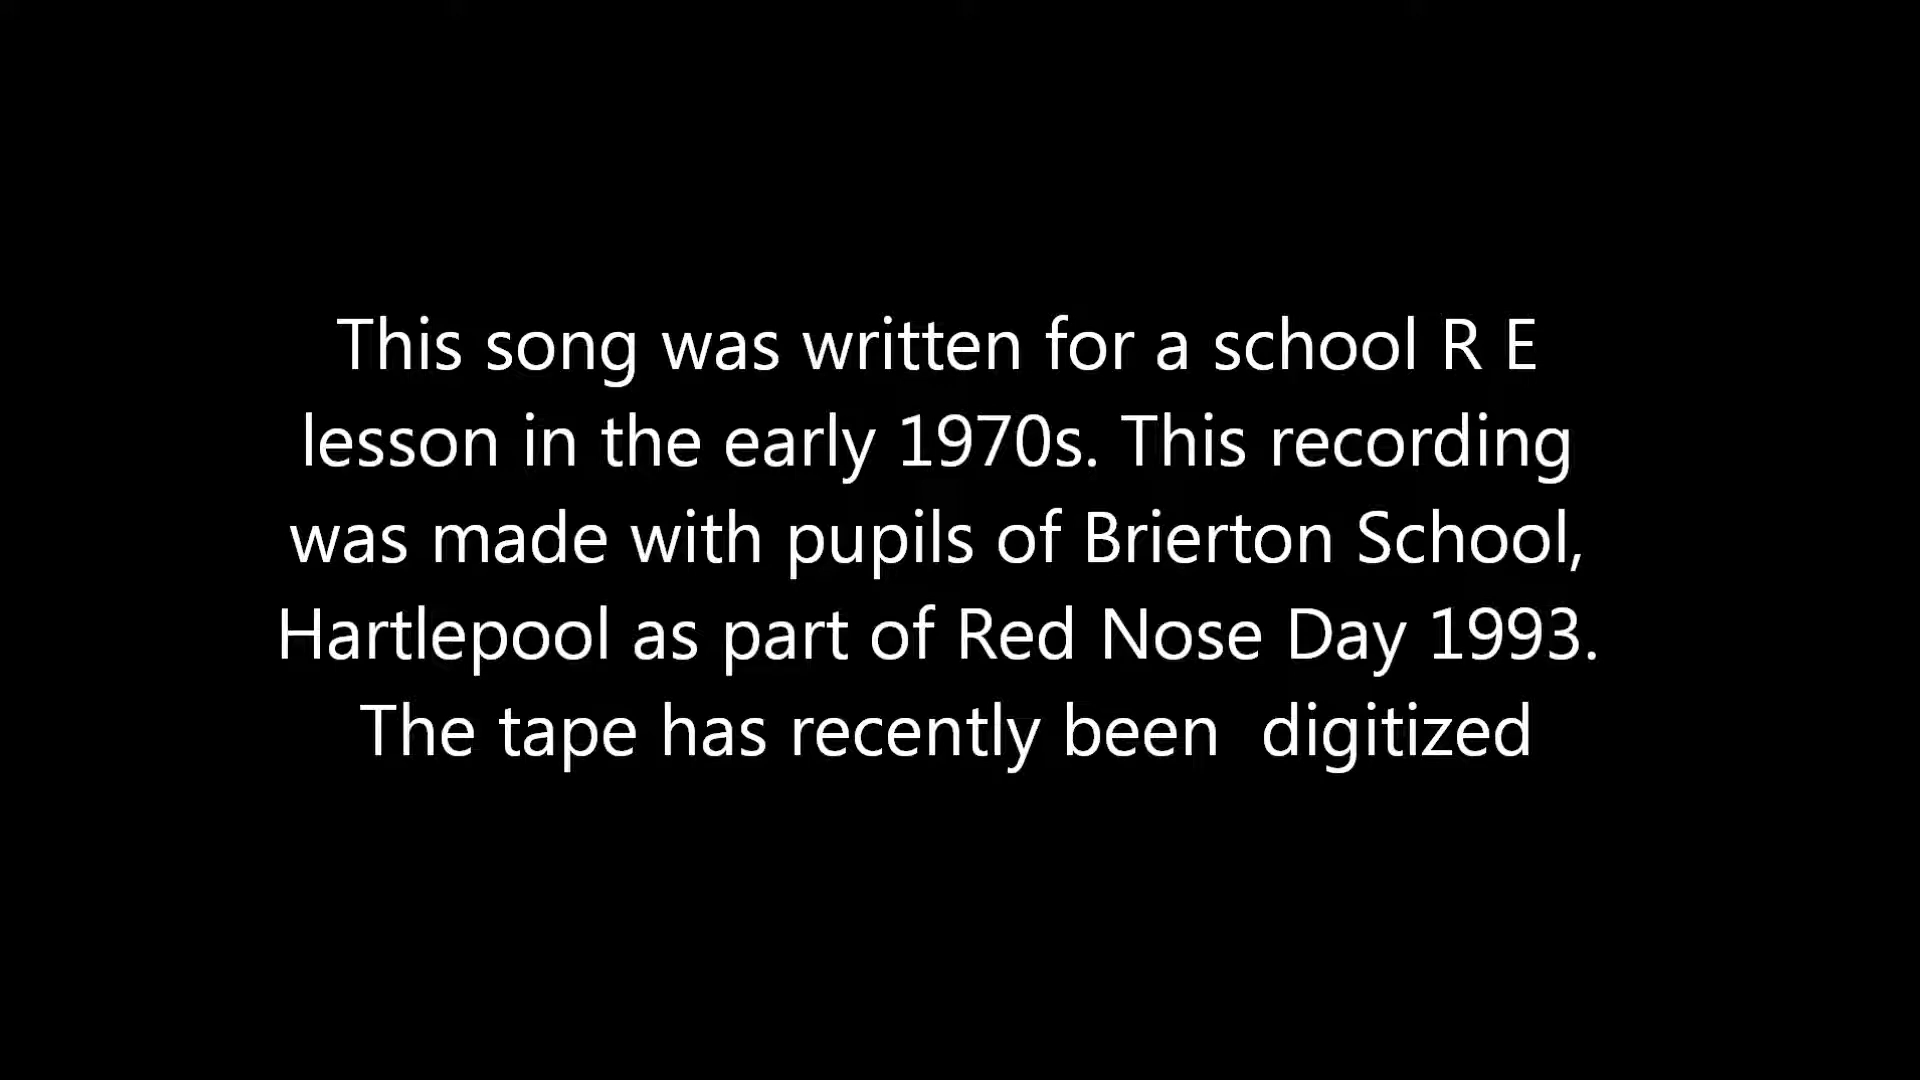 This song was written for a school R E
lesson in the early 1970s. This recording
was made with pupils of Brierton School,
Hartlepool as part of Red Nose Day 1993.
The tape has recently been  digitized